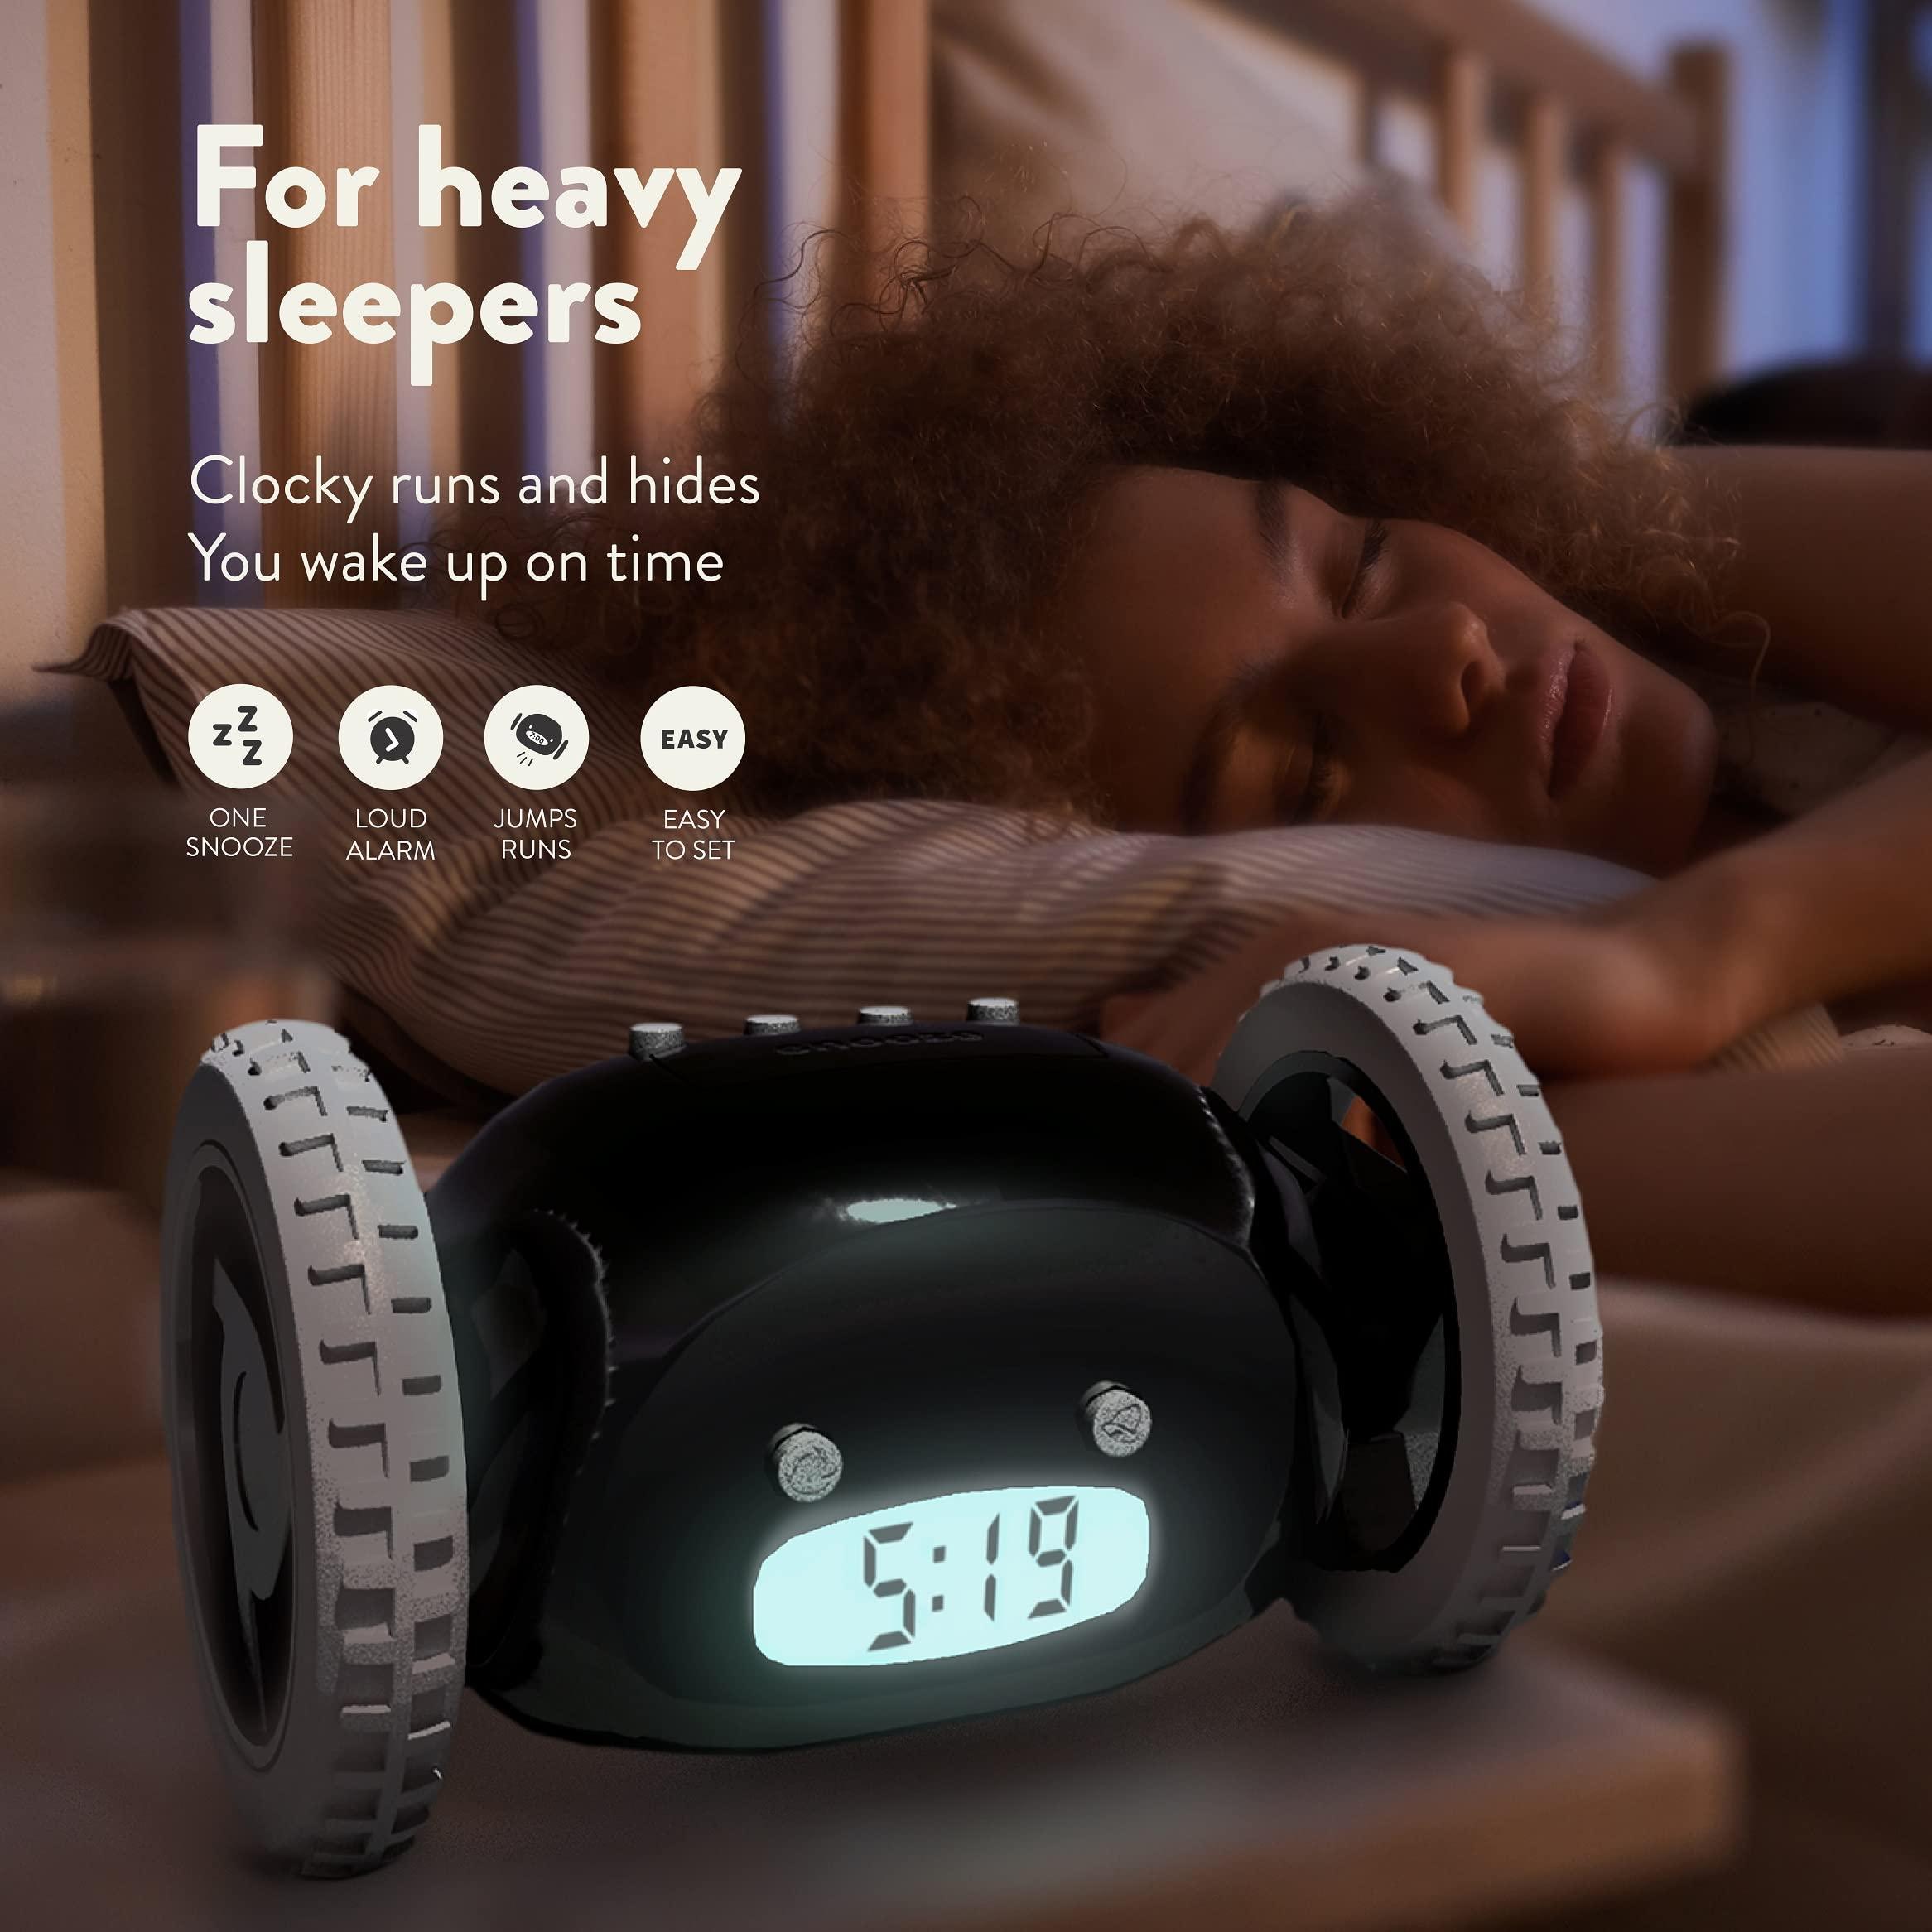 For heavy
sleepers
Clocky runs and hides
You wake up on time
z Z Z
EASY
ONE
SNOOZE
LOUD
ALARM
JUMPS
RUNS
EASY
TO SET
snooze
5:19